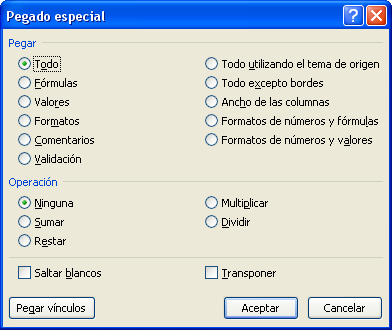 Pegado especial
Pegar
Todo
Todo utilizando el tema de origen
Fórmulas
Todo excepto bordes
Valores
Ancho de las columnas
Formatos
Formatos de números y fórmulas
Comentarios
Formatos de números y valores
Validación
Operación
Ninguna
Multiplicar
Sumar
Dividir
Restar
Saltar blancos
Transponer
Pegar vínculos
Aceptar
Cancelar